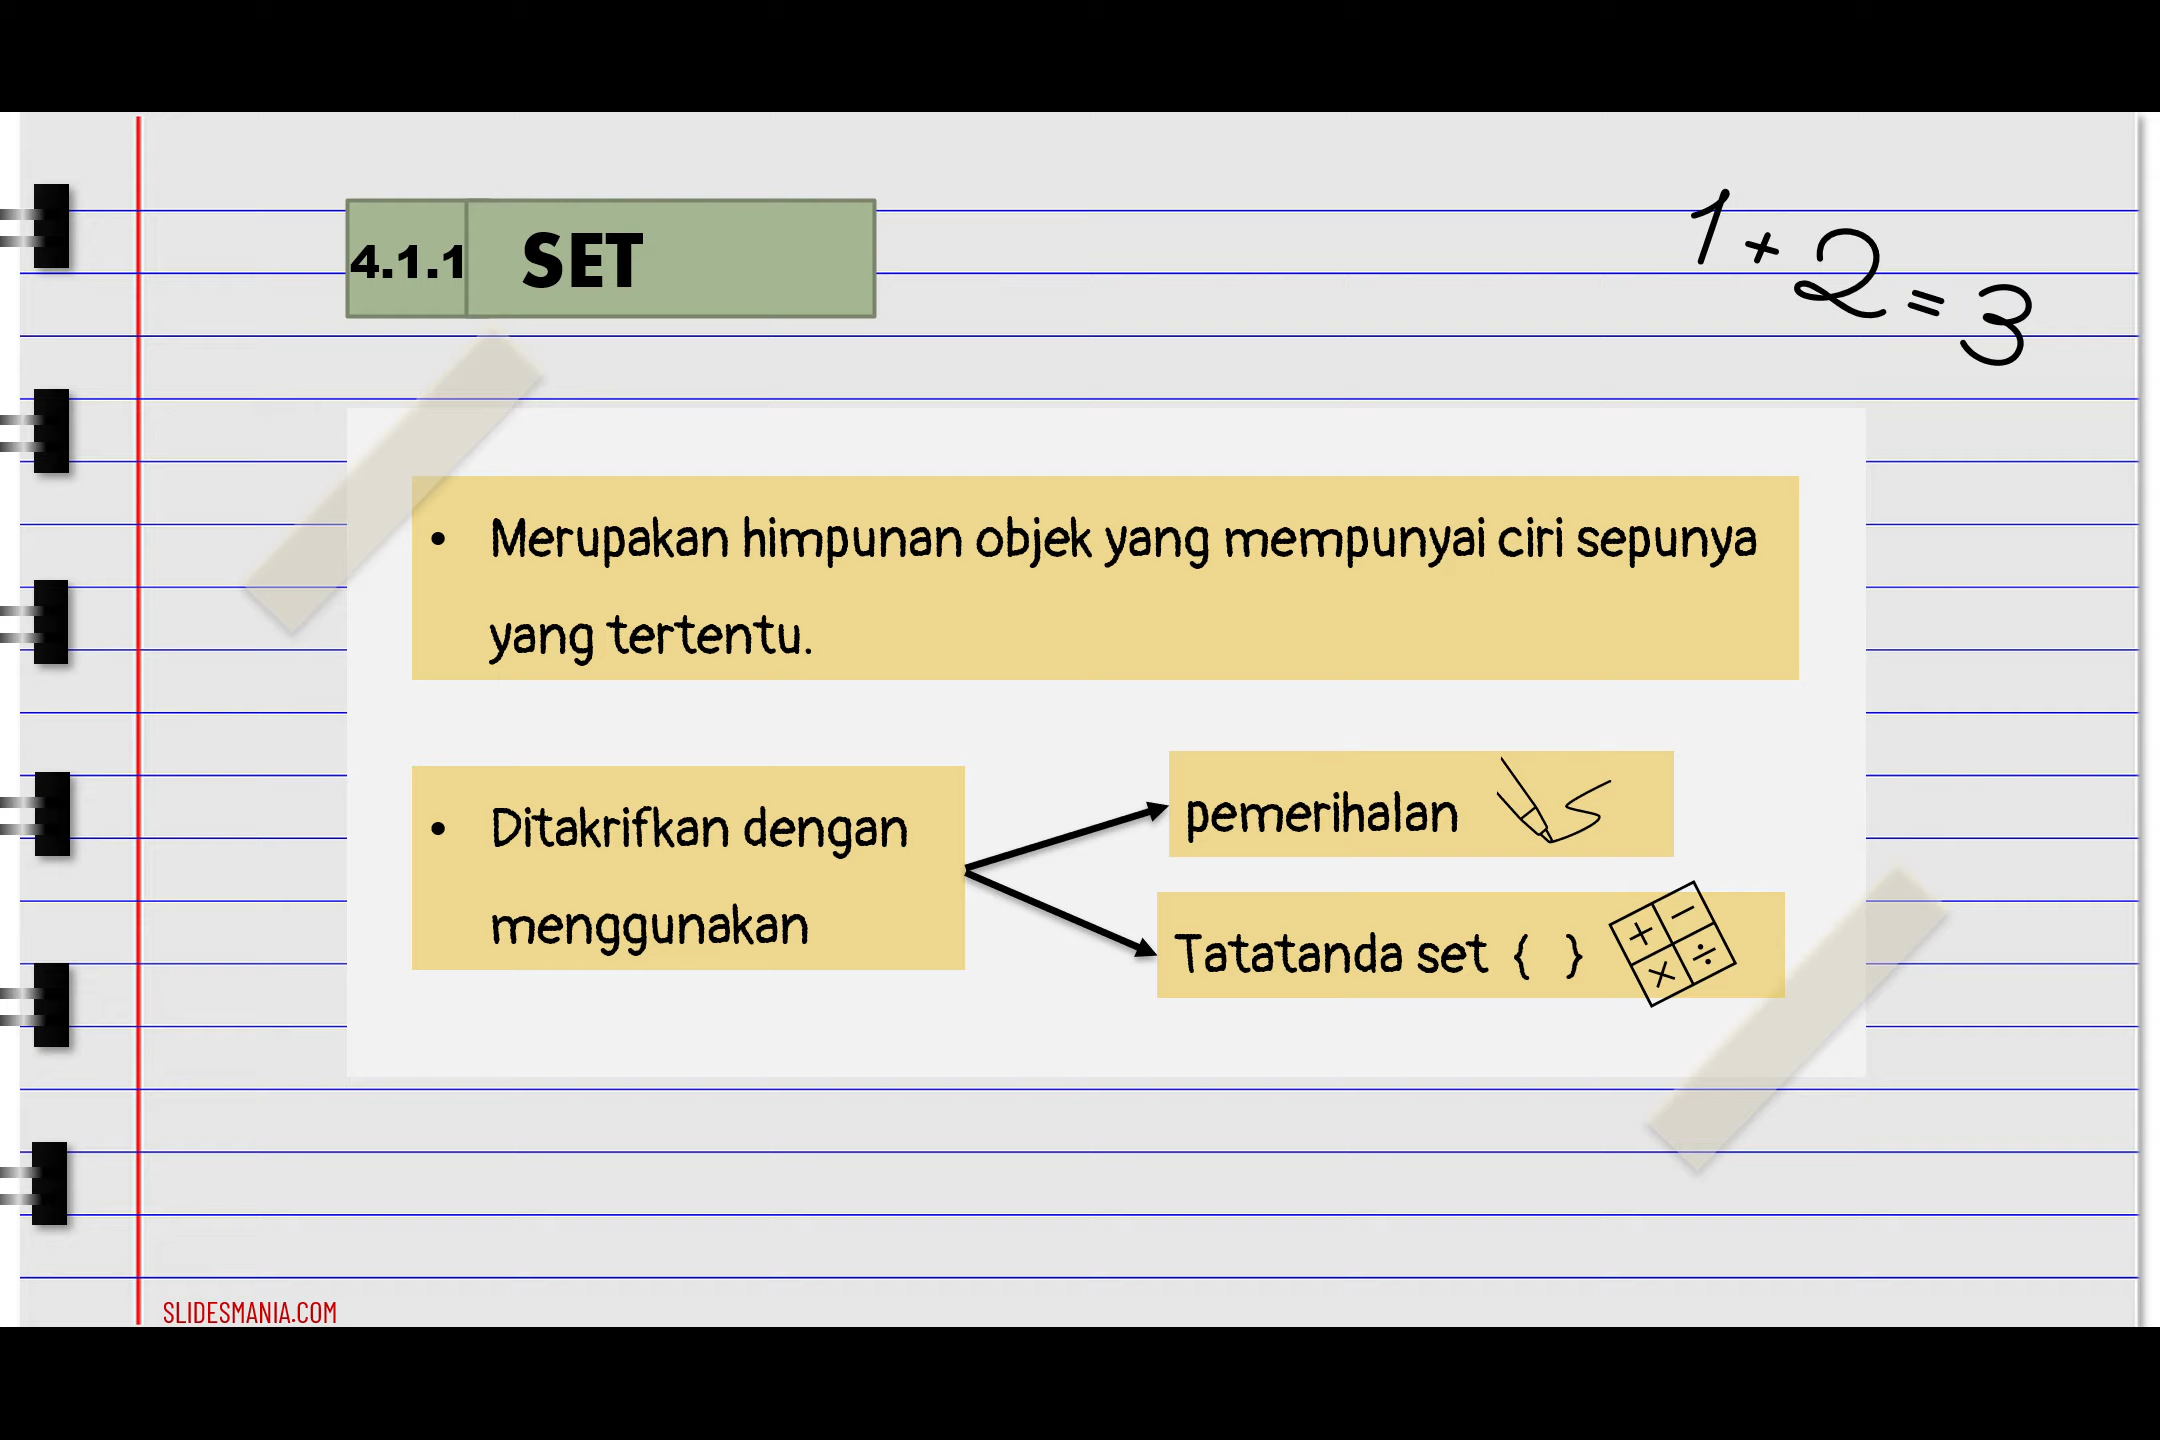 4.1.1 SET
1 + 2 = 3
• Merupakan himpunan objek yang mempunyai ciri sepunya
yang tertentu.
• Ditakrifkan dengan
menggunakan
pemerihalan
Tatatanda set { }
+ −
× ÷
SLIDESMANIA.COM